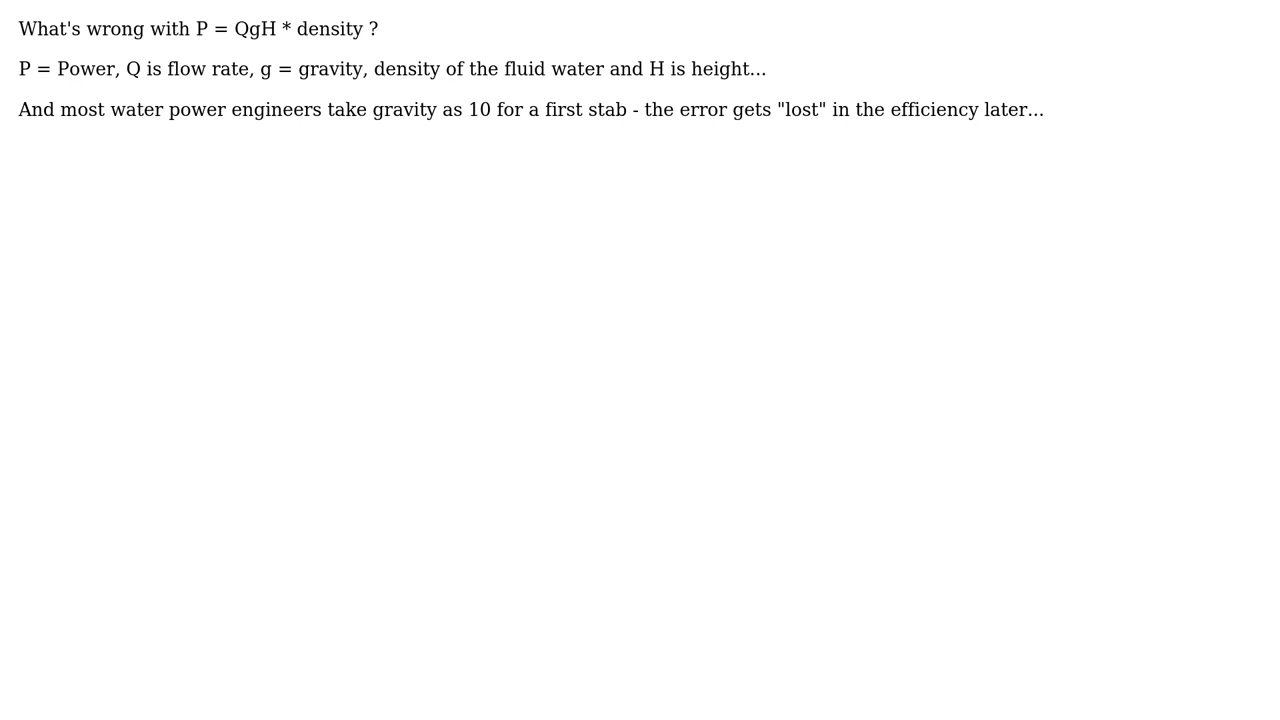 What's wrong with P = QgH * density ?
P = Power, Q is flow rate, g = gravity, density of the fluid water and H is height...
And most water power engineers take gravity as 10 for a first stab - the error gets "lost" in the efficiency later...